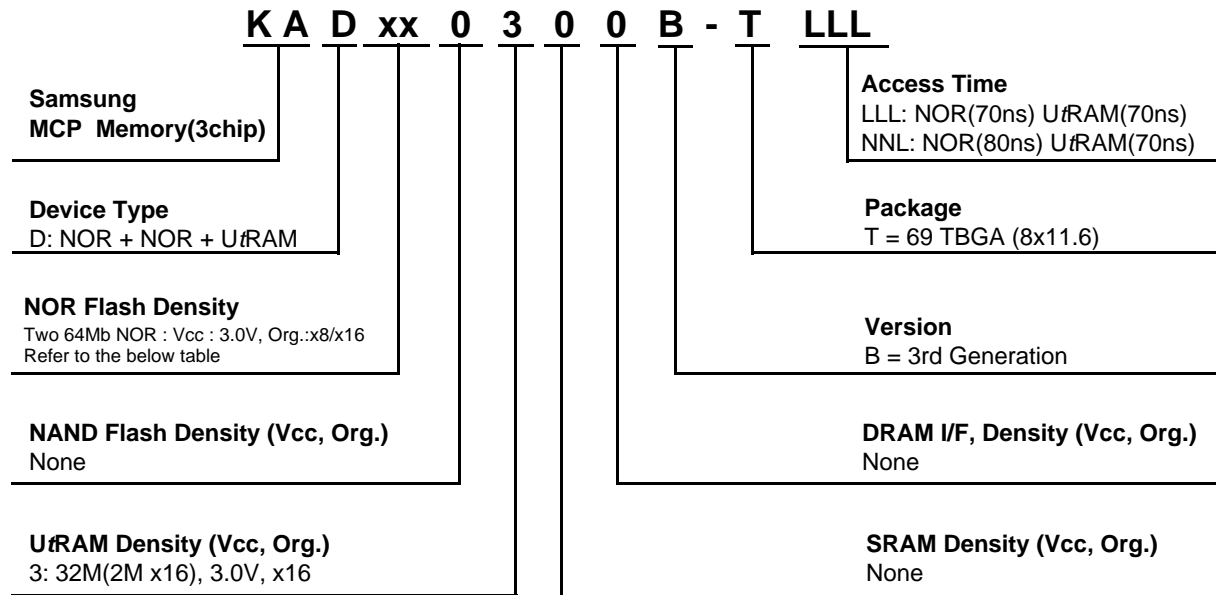 K A D xx 0 3 0 0 B - T LLL
Samsung
MCP Memory(3chip)
Device Type
D: NOR + NOR + UtRAM
NOR Flash Density
Two 64Mb NOR : Vcc : 3.0V, Org.:x8/x16
Refer to the below table
NAND Flash Density (Vcc, Org.)
None
UtRAM Density (Vcc, Org.)
3: 32M(2M x16), 3.0V, x16
Access Time
LLL: NOR(70ns) UtRAM(70ns)
NNL: NOR(80ns) UtRAM(70ns)
Package
T = 69 TBGA (8x11.6)
Version
B = 3rd Generation
DRAM I/F, Density (Vcc, Org.)
None
SRAM Density (Vcc, Org.)
None